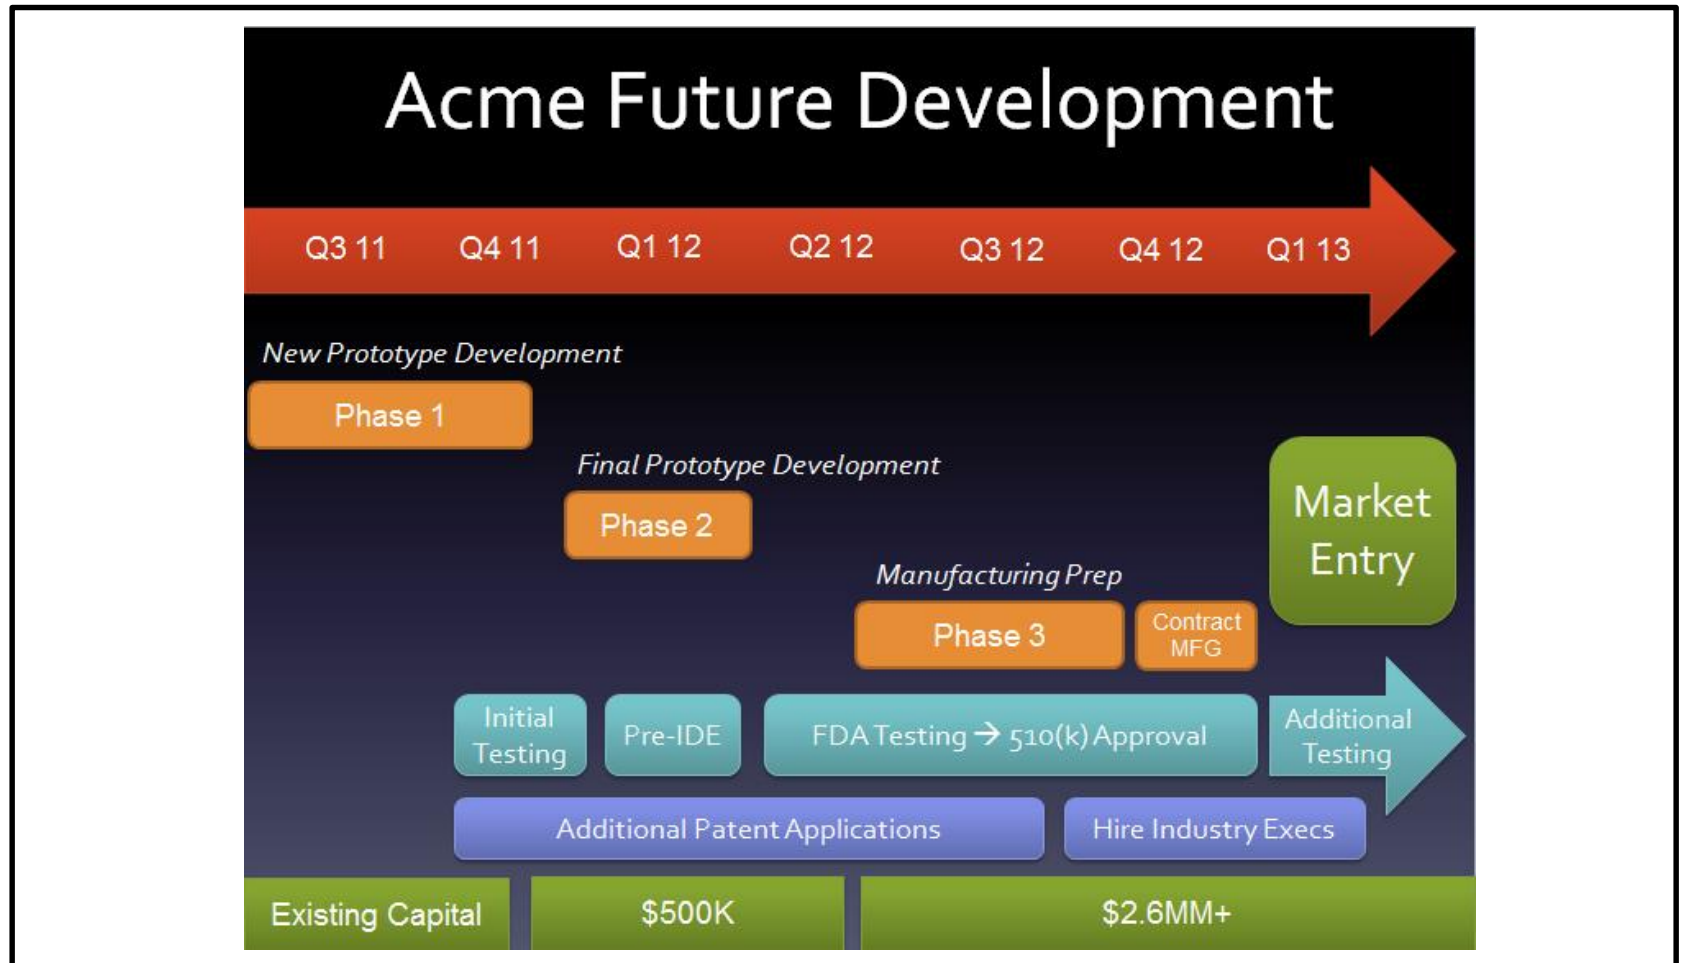 Acme Future Development
Q3 11 Q4 11 Q1 12 Q2 12 Q3 12 Q4 12 Q1 13
New Prototype Development
Phase 1
Final Prototype Development
Phase 2
Market
Entry
Manufacturing Prep
Phase 3
Contract
MFG
Initial
Testing
Pre-IDE
FDA Testing → 510(k) Approval
Additional
Testing
Additional Patent Applications
Hire Industry Execs
Existing Capital
$500K
$2.6MM+